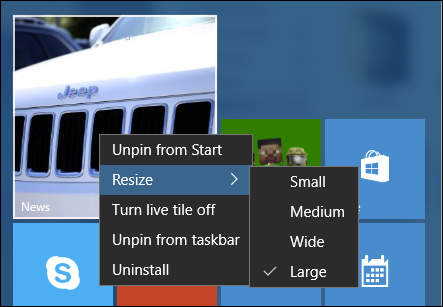 Jeep
News
Unpin from Start
Resize
Turn live tile off
Unpin from taskbar
Uninstall
Small
Medium
Wide
Large